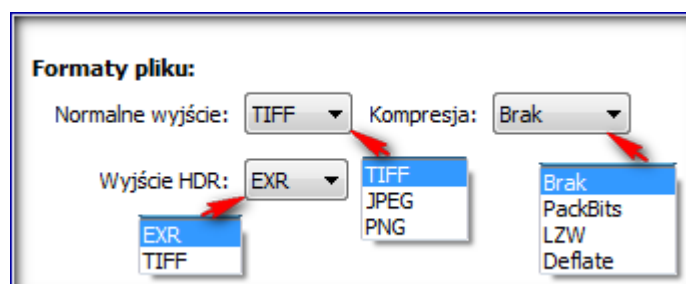 Formaty pliku:
Normalne wyjście: TIFF Kompresja: Brak
Wyjście HDR: EXR
TIFF
JPEG
PNG
Brak
PackBits
LZW
Deflate
EXR
TIFF